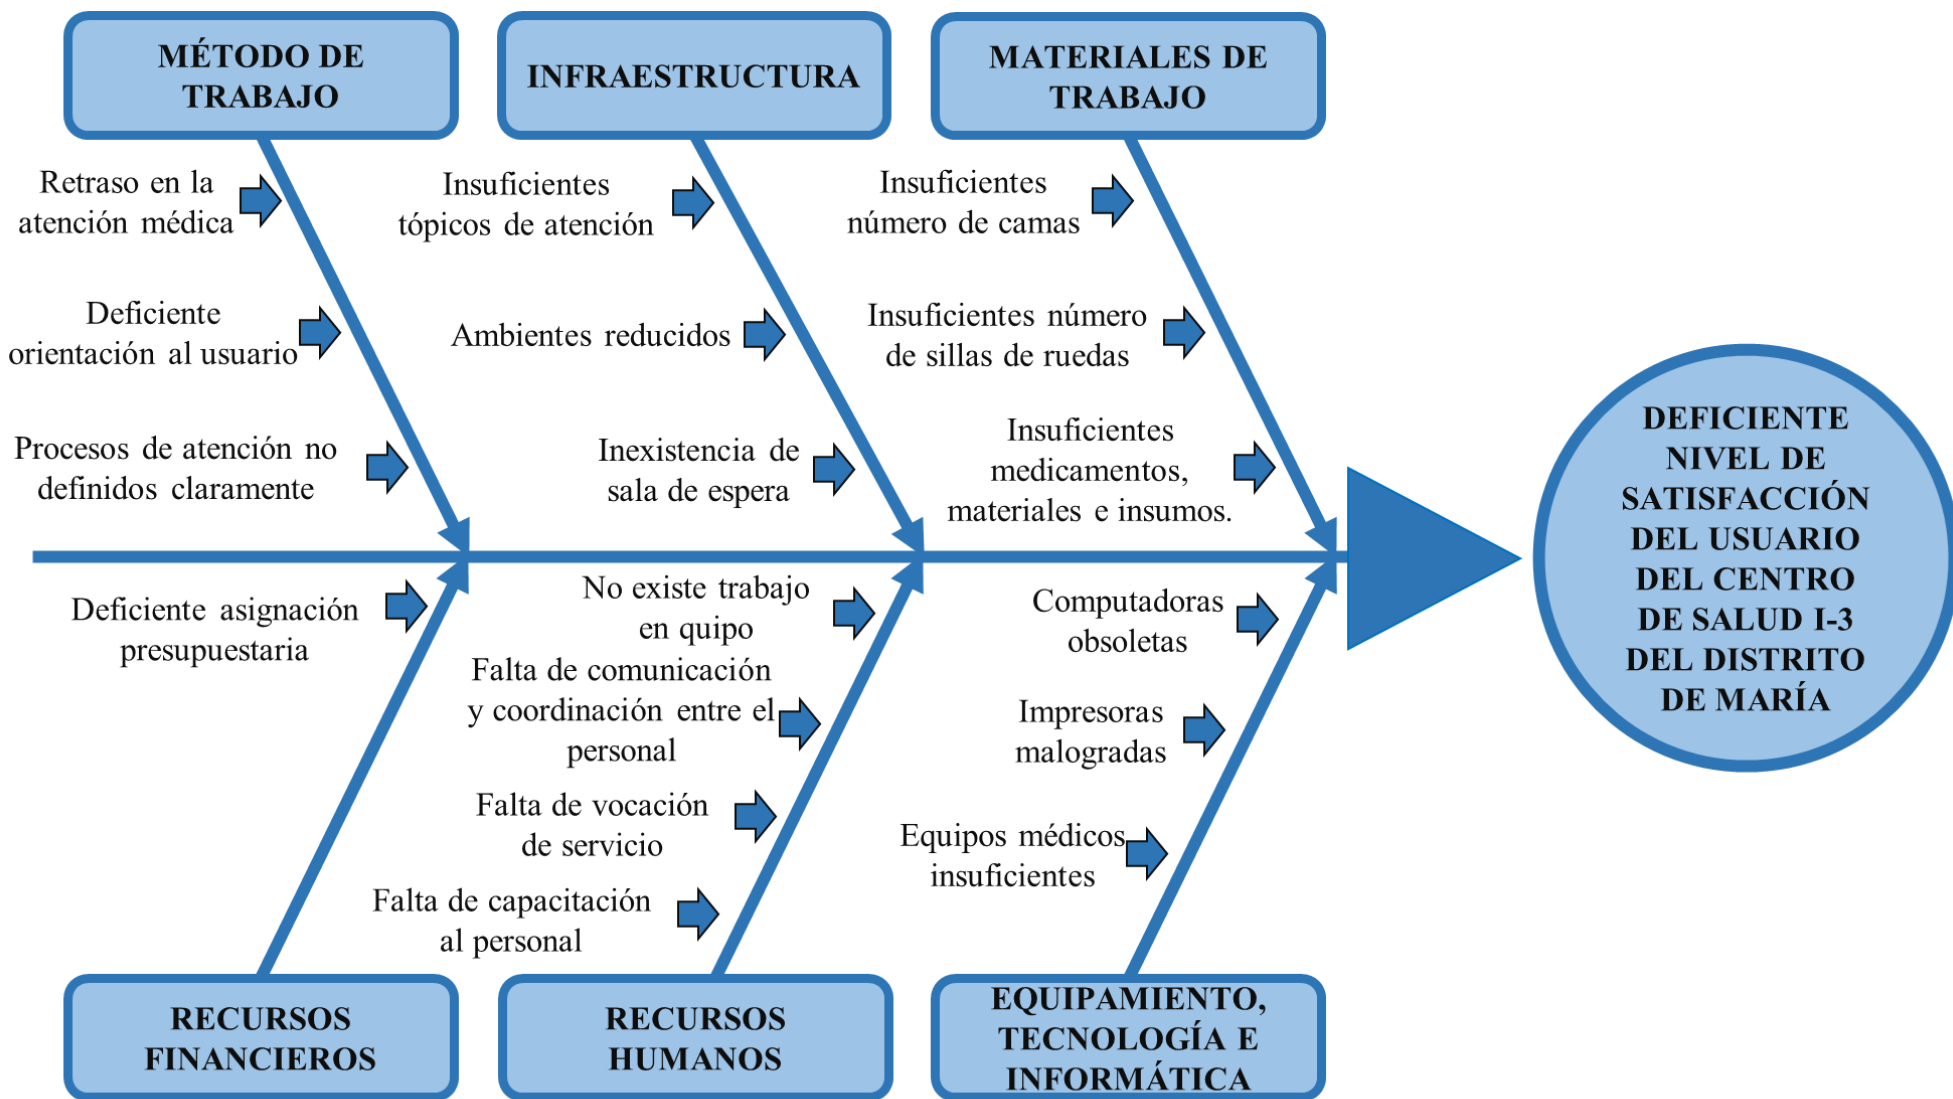 MÉTODO DE
TRABAJO
INFRAESTRUCTURA
MATERIALES DE
TRABAJO
Retraso en la
atención médica
Deficiente
orientación al usuario
Procesos de atención no
definidos claramente
Insuficientes
tópicos de atención
Ambientes reducidos
Inexistencia de
sala de espera
Insuficientes
número de camas
Insuficientes número
de sillas de ruedas
Insuficientes
medicamentos,
materiales e insumos.
DEFICIENTE
NIVEL DE
SATISFACCIÓN
DEL USUARIO
DEL CENTRO
DE SALUD I-3
DEL DISTRITO
DE MARÍA
Deficiente asignación
presupuestaria
No existe trabajo
en quipo
Falta de comunicación
y coordinación entre el
personal
Falta de vocación
de servicio
Falta de capacitación
al personal
Computadoras
obsoletas
Impresoras
malogradas
Equipos médicos
insuficientes
RECURSOS
FINANCIEROS
RECURSOS
HUMANOS
EQUIPAMIENTO,
TECNOLOGÍA E
INFORMÁTICA